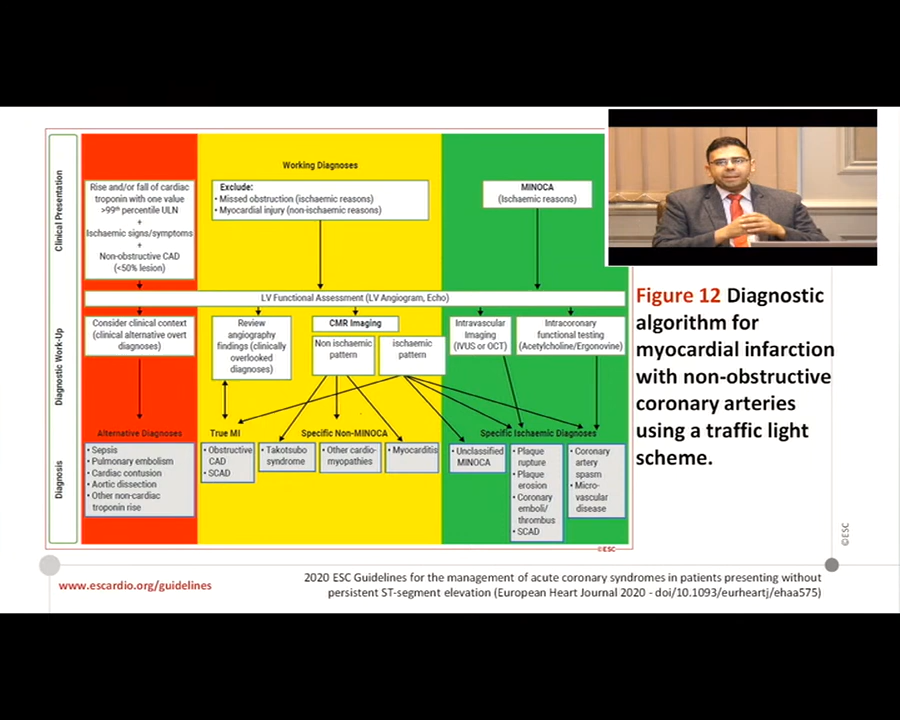 Clinical Presentation
Diagnostic Work-Up
Diagnosis
Rise and/or fall of cardiac
troponin with one value
>99th percentile ULN
+
Ischaemic signs/symptoms
+
Non-obstructive CAD
(<50% lesion)
Working Diagnoses
Exclude:
• Missed obstruction (ischaemic reasons)
• Myocardial injury (non-ischaemic reasons)
MINOCA
(Ischaemic reasons)
LV Functional Assessment (LV Angiogram, Echo)
Consider clinical context
(clinical alternative overt
diagnoses)
Review
angiography
findings (clinically
overlooked
diagnoses)
CMR Imaging
Non ischaemic
pattern
ischaemic
pattern
Intravascular
Imaging
(IVUS or OCT)
Intracoronary
functional testing
(Acetylcholine/Ergonovine)
Alternative Diagnoses
True MI
Specific Non-MINOCA
Specific Ischaemic Diagnoses
• Sepsis
• Pulmonary embolism
• Cardiac contusion
• Aortic dissection
• Other non-cardiac
troponin rise
• Obstructive
CAD
• SCAD
• Takotsubo
syndrome
• Other cardio-
myopathies
• Myocarditis
• Unclassified
MINOCA
• Plaque
rupture
• Plaque
erosion
• Coronary
emboli/
thrombus
• SCAD
• Coronary
artery
spasm
• Micro-
vascular
disease
©ESC
Figure 12 Diagnostic
algorithm for
myocardial infarction
with non-obstructive
coronary arteries
using a traffic light
scheme.
©ESC
www.escardio.org/guidelines
2020 ESC Guidelines for the management of acute coronary syndromes in patients presenting without
persistent ST-segment elevation (European Heart Journal 2020 - doi/10.1093/eurheartj/ehaa575)